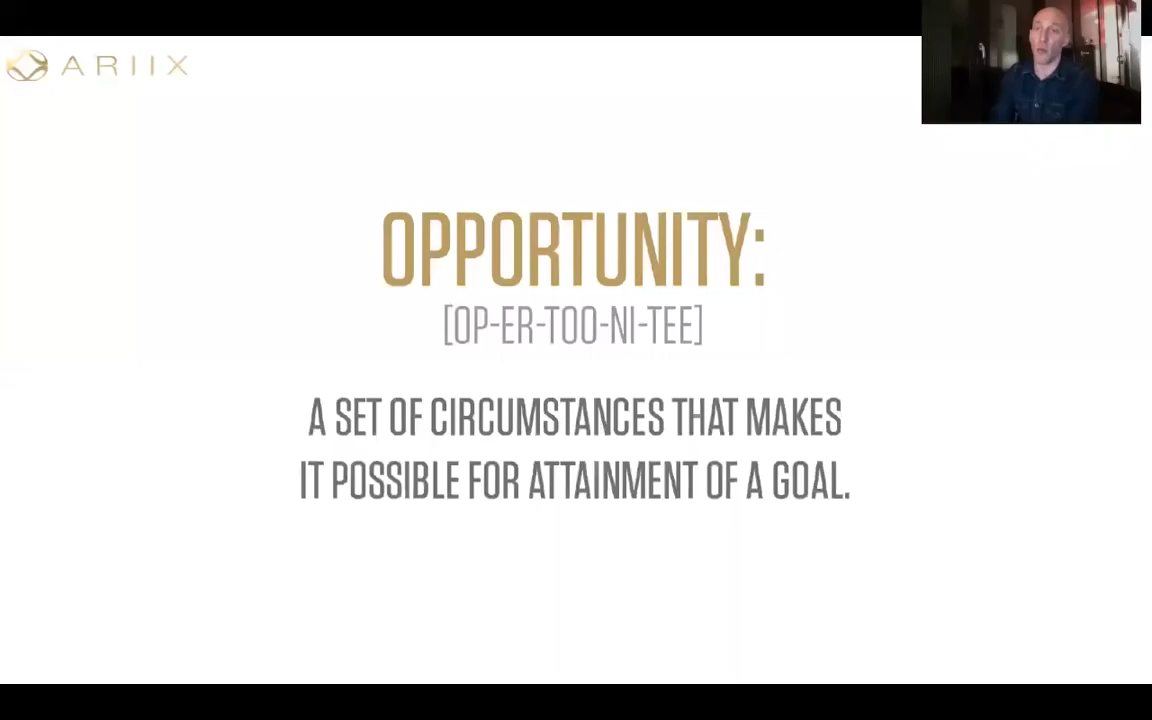 ARIIX
OPPORTUNITY:
[OP-ER-TOO-NI-TEE]
A SET OF CIRCUMSTANCES THAT MAKES
IT POSSIBLE FOR ATTAINMENT OF A GOAL.